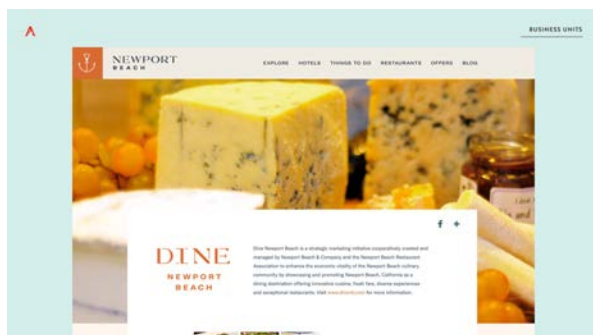 BUSINESS UNITS
NEWPORT
BEACH
EXPLORE HOTELS THINGS TO DO RESTAURANTS OFFERS BLOG
DINE
NEWPORT
BEACH
Dine Newport Beach is a strategic marketing initiative cooperatively created and
managed by Newport Beach & Company and the Newport Beach Restaurant
Association to enhance the economic vitality of the Newport Beach culinary
community by showcasing and promoting Newport Beach, California as a
dining destination offering innovative cuisine, fresh fare, diverse experiences
and exceptional restaurants. Visit for more information.